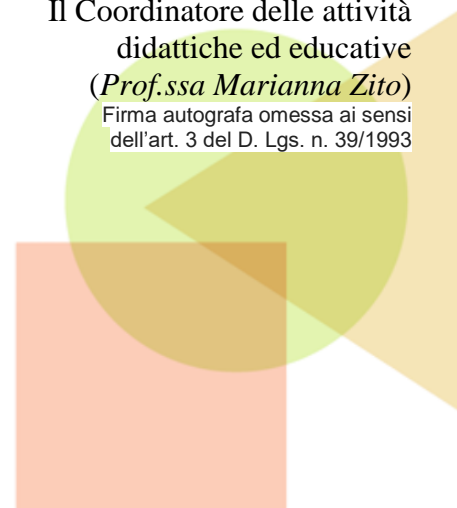 Il Coordinatore delle attività
didattiche ed educative
(Prof.ssa Marianna Zito)
Firma autografa omessa ai sensi
dell'art. 3 del D. Lgs. n. 39/1993